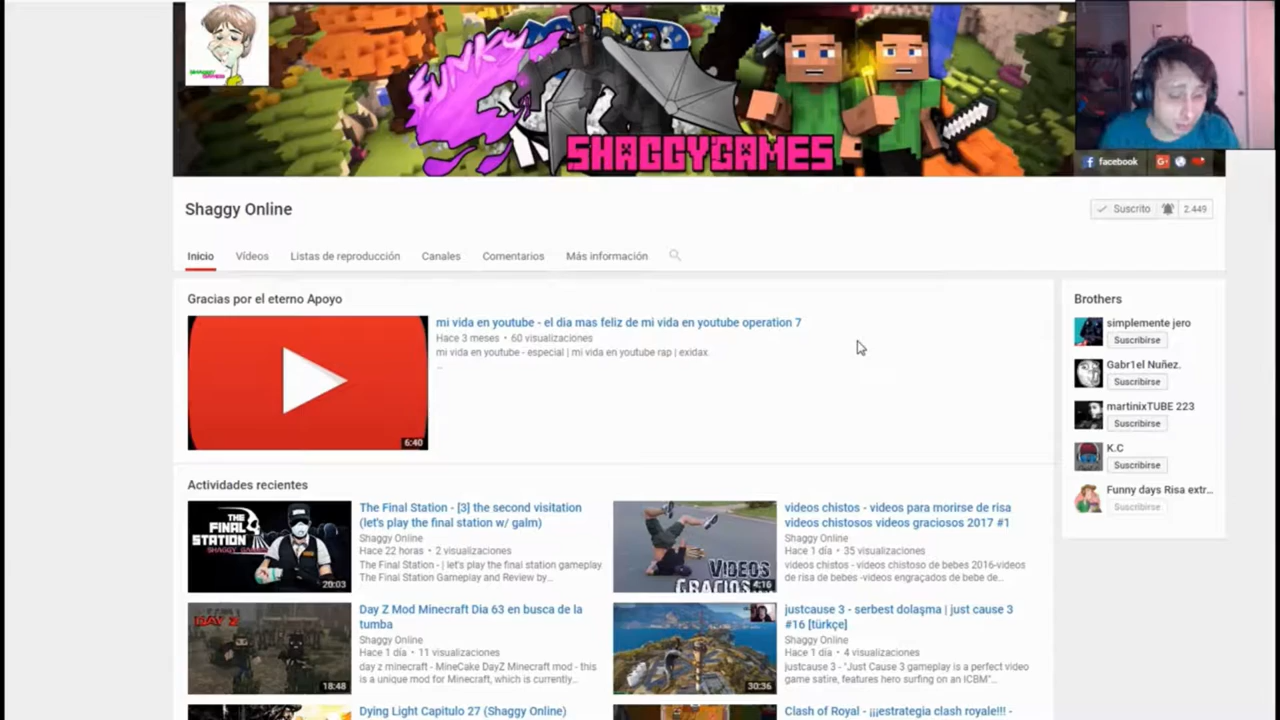 SHAGGYGAMES
facebook
Shaggy Online
Suscrito 2.449
Inicio Vídeos Listas de reproducción Canales Comentarios Más información
Gracias por el eterno Apoyo
mi vida en youtube - el dia mas feliz de mi vida en youtube operation 7
Hace 3 meses • 60 visualizaciones
mi vida en youtube - especial | mi vida en youtube rap | exidax.
...
6:40
Brothers
simplemente jero
Suscribirse
Gabr1el Nuñez.
Suscribirse
martinixTUBE 223
Suscribirse
K.C
Suscribirse
Funny days Risa extr...
Suscribirse
Actividades recientes
THE FINAL
STATION
SHAGGY GAMES
20:03
The Final Station - [3] the second visitation
(let's play the final station w/ galm)
Shaggy Online
Hace 22 horas • 2 visualizaciones
The Final Station - | let's play the final station gameplay
The Final Station Gameplay and Review by...
VIDEOS
GRACIOSOS
4:16
videos chistos - videos para morirse de risa
videos chistosos videos graciosos 2017 #1
Shaggy Online
Hace 1 día • 35 visualizaciones
videos chistos - videos chistoso de bebes 2016-videos
de risa de bebes -videos engraçados de bebe de...
DAY Z
18:48
Day Z Mod Minecraft Dia 63 en busca de la
tumba
Shaggy Online
Hace 1 día • 11 visualizaciones
day z minecraft - MineCake DayZ Minecraft mod - this
is a unique mod for Minecraft, which is currently...
30:36
justcause 3 - serbest dolaşma | just cause 3
#16 [türkçe]
Shaggy Online
Hace 1 día • 4 visualizaciones
justcause 3 - "Just Cause 3 gameplay is a perfect video
game satire, features hero surfing on an ICBM"...
Dying Light Capitulo 27 (Shaggy Online)
Clash of Royal - ¡¡¡estrategia clash royale!!! -